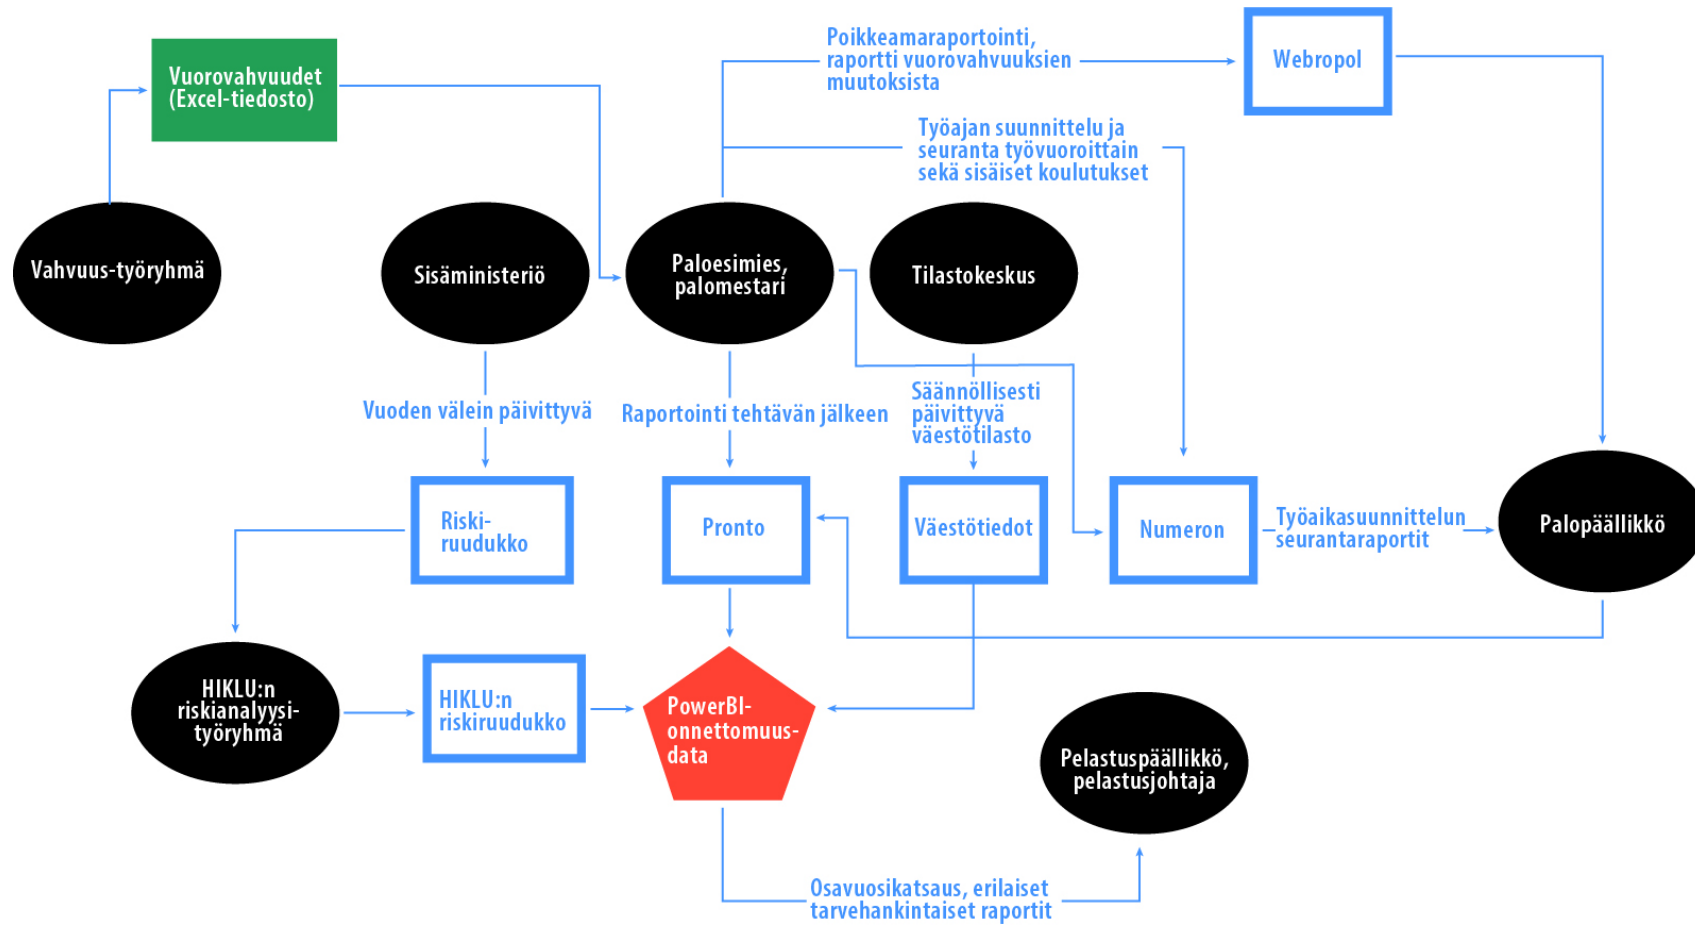 Vuorovahvuudet
(Excel-tiedosto)
Poikkeamaraportointi,
raportti vuorovahvuuksien
muutoksista
Webropol
Työajan suunnittelu ja
seuranta työvuoroittain
sekä sisäiset koulutukset
Vahvuus-työryhmä
Sisäministeriö
Paloesimies,
palomestari
Tilastokeskus
Vuoden välein päivittyvä
Raportointi tehtävän jälkeen
Säännöllisesti
päivittyvä
väestötilasto
Riski-
ruudukko
Pronto
Väestötiedot
Numeron
Työaikasuunnittelun
seurantaraportit
Palopäällikkö
HIKLU:n
riskianalyysi-
työryhmä
HIKLU:n
riskiruudukko
PowerBI-
onnettomuus-
data
Pelastuspäällikkö,
pelastusjohtaja
Osavuosikatsaus, erilaiset
tarvehankintaiset raportit